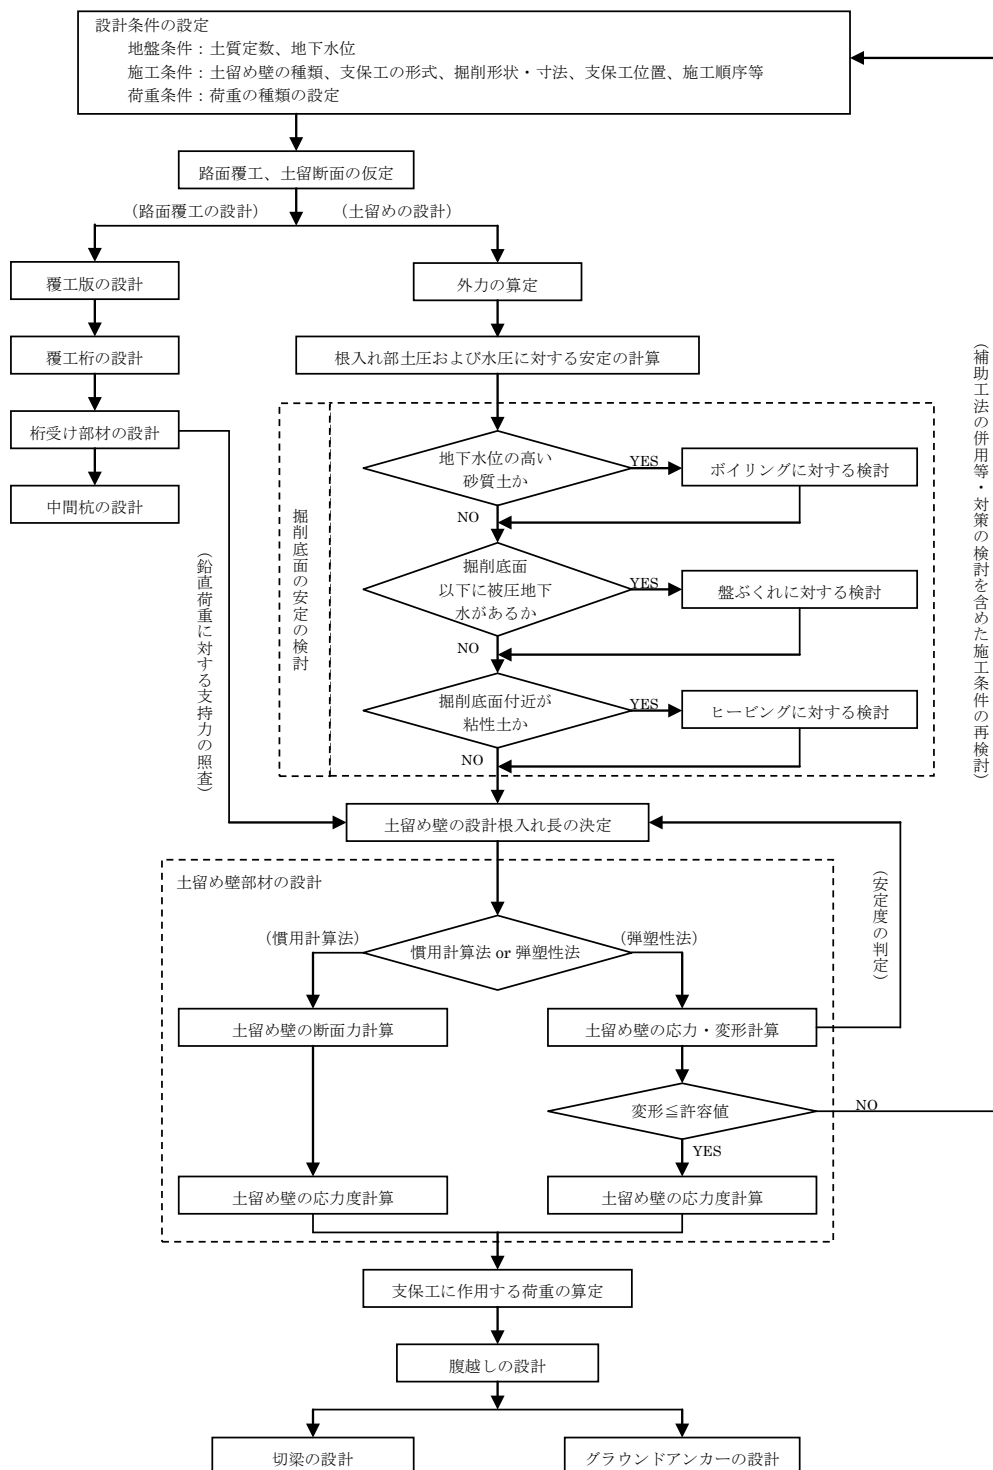 設計条件の設定
地盤条件：土質定数、地下水位
施工条件：土留め壁の種類、支保工の形式、掘削形状・寸法、支保工位置、施工順序等
荷重条件：荷重の種類の設定
路面覆工、土留断面の仮定
（路面覆工の設計）
（土留めの設計）
覆工版の設計
外力の算定
覆工桁の設計
根入れ部土圧および水圧に対する安定の計算
桁受け部材の設計
中間杭の設計
（鉛直荷重に対する支持力の照査）
掘削底面の安定の検討
地下水位の高い
砂質土か
YES
ボイリングに対する検討
NO
掘削底面
以下に被圧地下
水があるか
YES
盤ぶくれに対する検討
NO
掘削底面付近が
粘性土か
YES
ヒービングに対する検討
NO
（補助工法の併用等・対策の検討を含めた施工条件の再検討）
土留め壁の設計根入れ長の決定
土留め壁部材の設計
（慣用計算法）
慣用計算法 or 弾塑性法
（弾塑性法）
（安定度の判定）
土留め壁の断面力計算
土留め壁の応力・変形計算
変形≦許容値
NO
YES
土留め壁の応力度計算
土留め壁の応力度計算
支保工に作用する荷重の算定
腹越しの設計
切梁の設計
グラウンドアンカーの設計